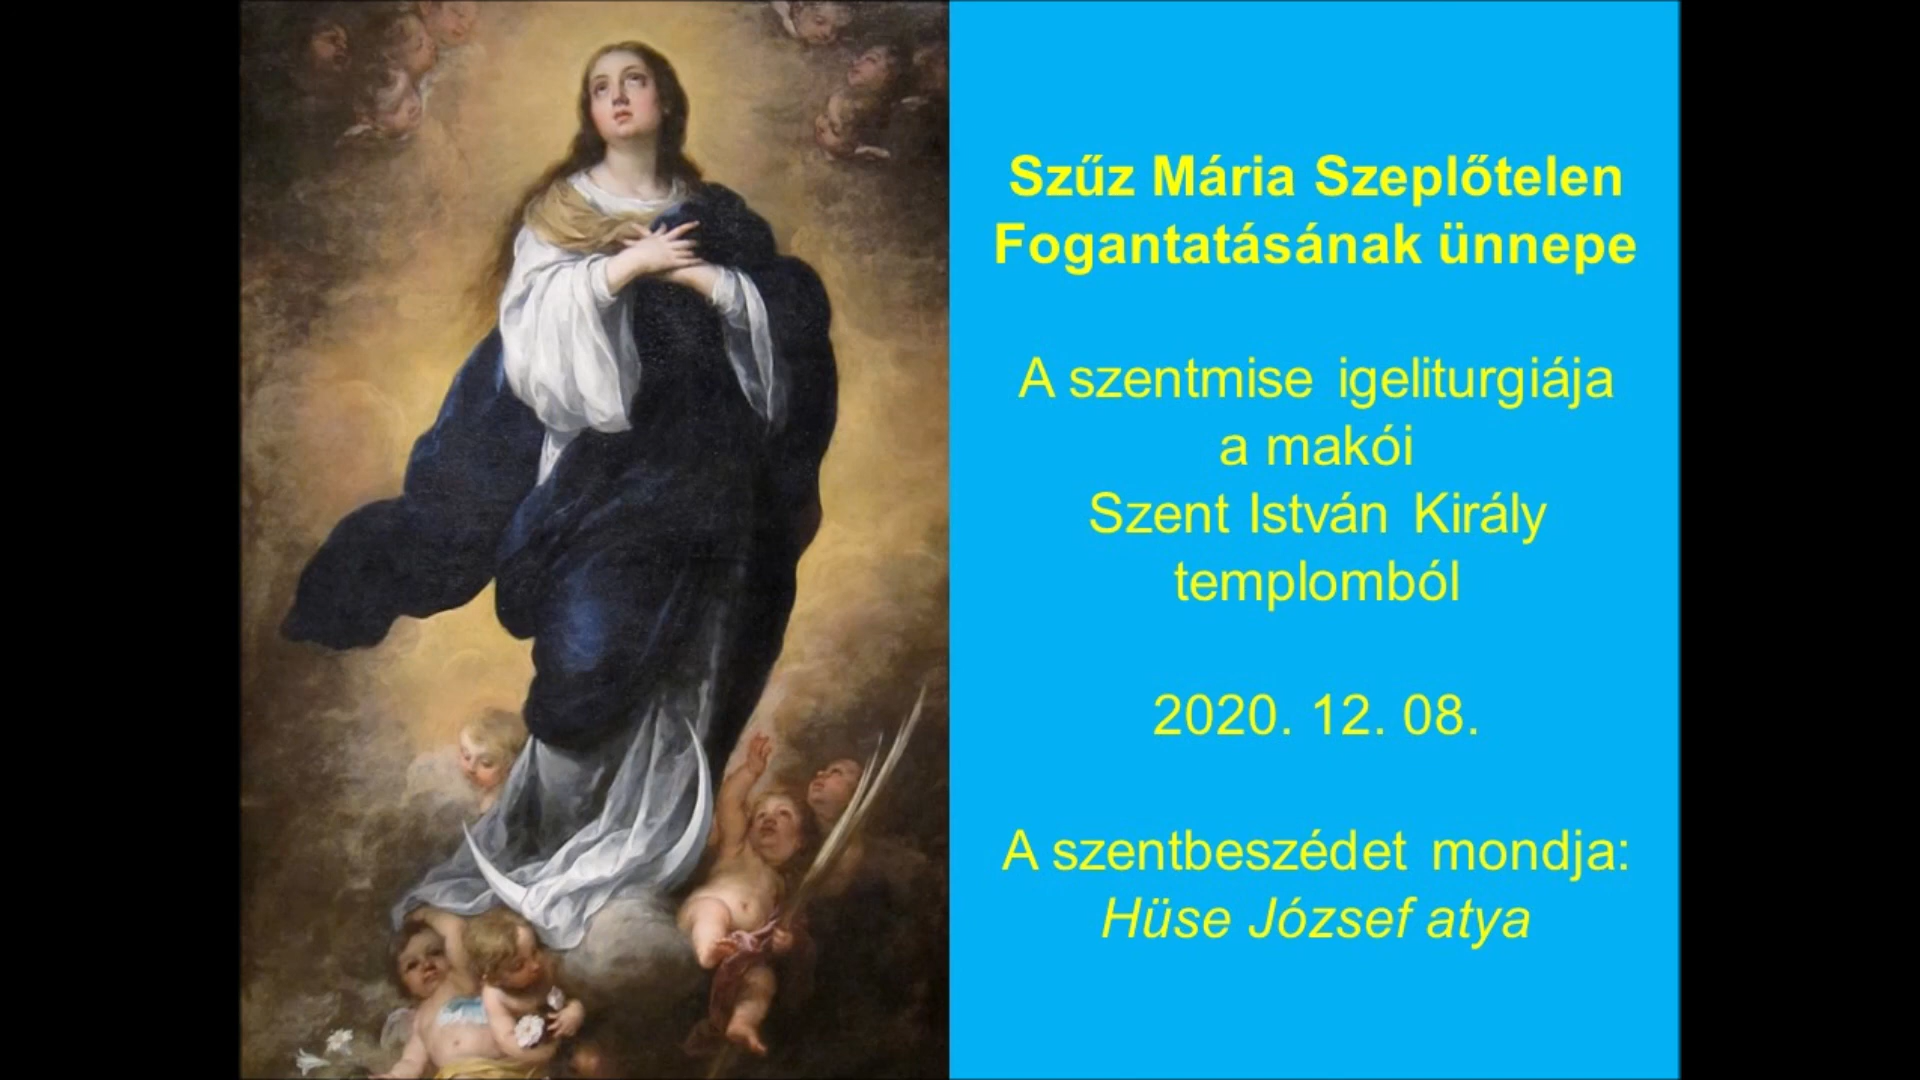 Szűz Mária Szeplőtelen
Fogantatásának ünnepe
A szentmise igeliturgiája
a makói
Szent István Király
templomból
2020. 12. 08.
A szentbeszédet mondja:
Hüse József atya